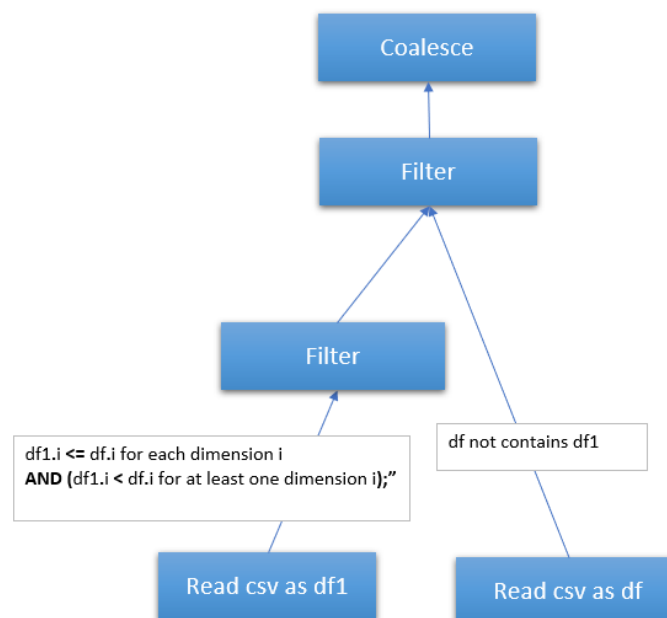 Coalesce
Filter
Filter
df1.i <= df.i for each dimension i
AND (df1.i < df.i for at least one dimension i);”
df not contains df1
Read csv as df1
Read csv as df